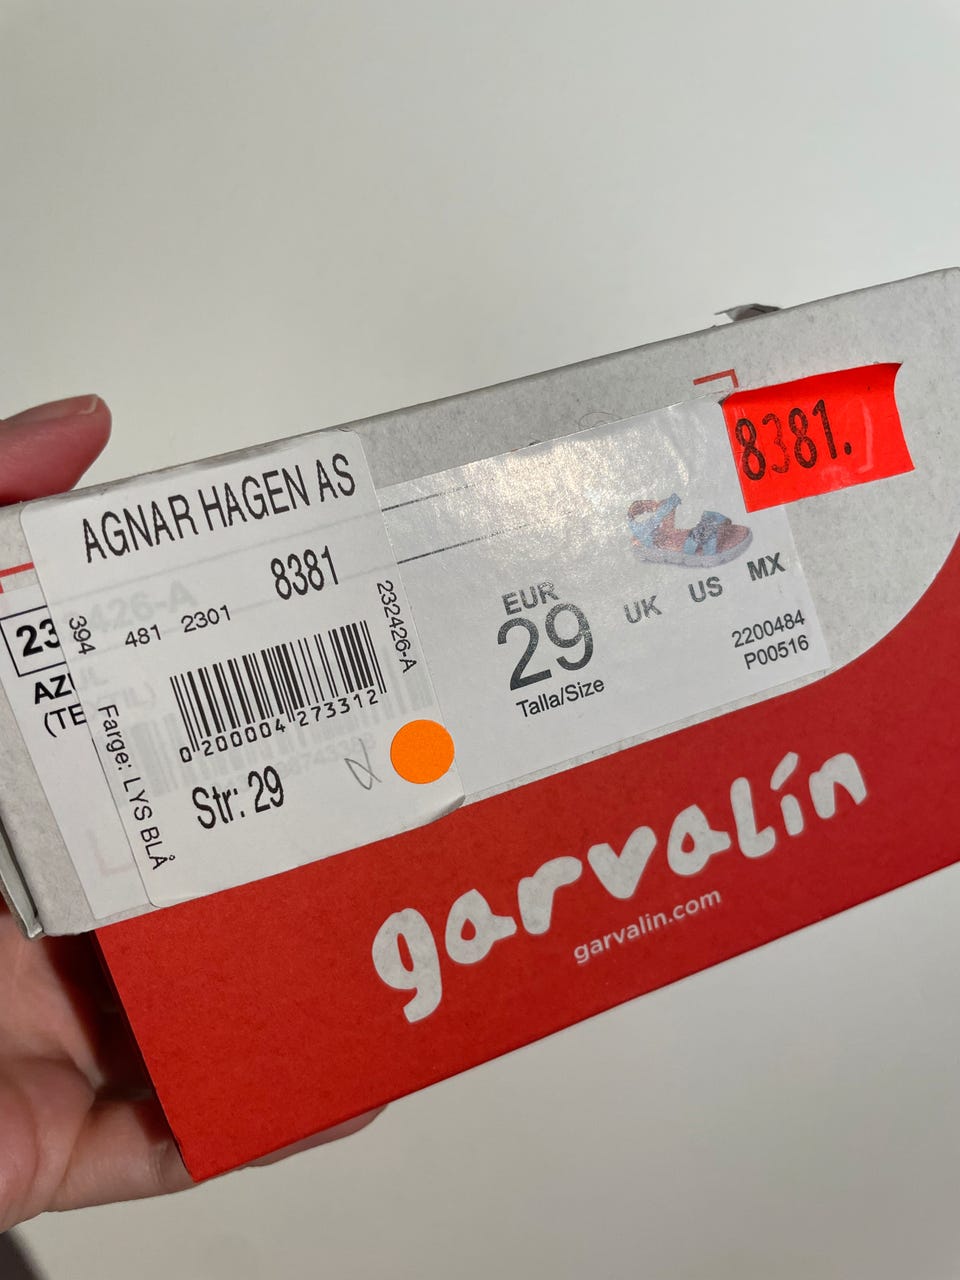 AGNAR HAGEN AS
8381
394
481 2301
232426-A
0 200004 273312
Farge: LYS BLÅ
Str: 29
23
426-A
AZ
(TE
EUR
29
Talla/Size
UK
US
MX
2200484
P00516
8381.
garvalín
garvalin.com